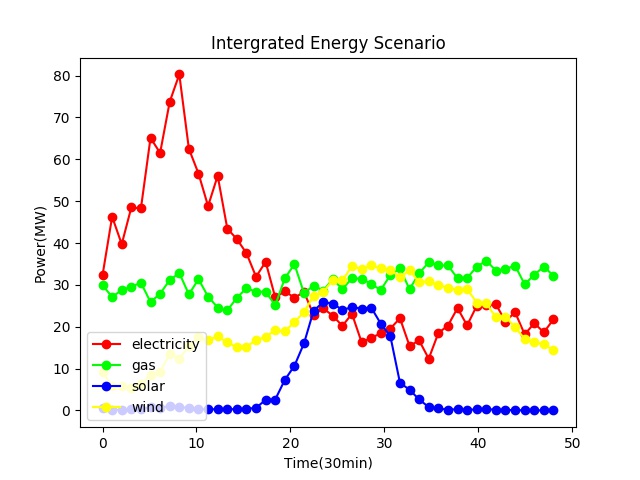 Intergrated Energy Scenario
Power(MW)
80
70
60
50
40
30
20
10
0
electricity
gas
solar
wind
0 10 20 30 40 50
Time(30min)